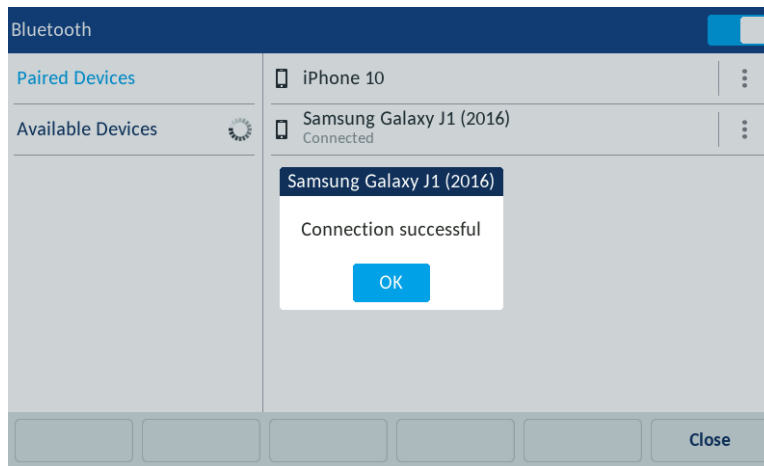 Bluetooth
Paired Devices
Available Devices
iPhone 10
Samsung Galaxy J1 (2016)
Connected
Samsung Galaxy J1 (2016)
Connection successful
OK
Close